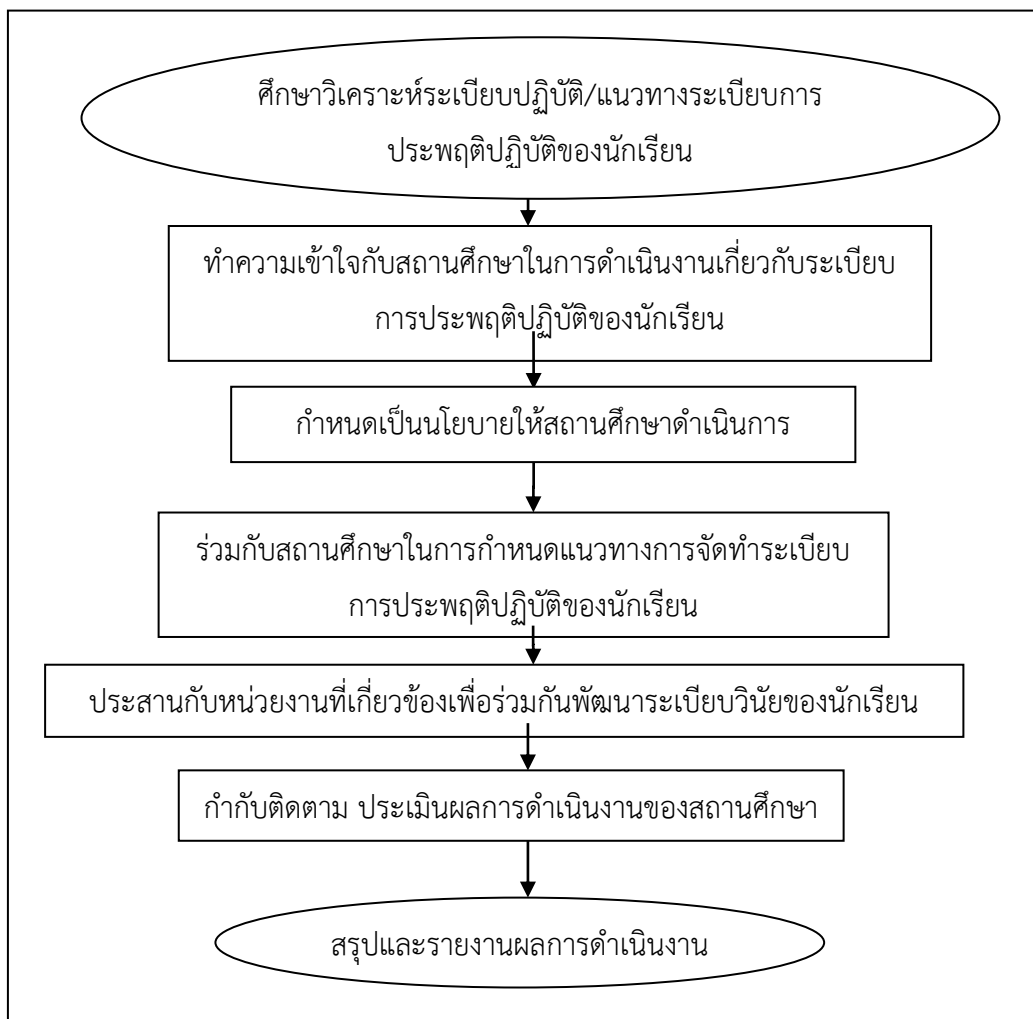 ศึกษาวิเคราะห์ระเบียบปฏิบัติ/แนวทางระเบียบการ
ประพฤติปฏิบัติของนักเรียน
ทำความเข้าใจกับสถานศึกษาในการดำเนินงานเกี่ยวกับระเบียบ
การประพฤติปฏิบัติของนักเรียน
กำหนดเป็นนโยบายให้สถานศึกษาดำเนินการ
ร่วมกับสถานศึกษาในการกำหนดแนวทางการจัดทำระเบียบ
การประพฤติปฏิบัติของนักเรียน
ประสานกับหน่วยงานที่เกี่ยวข้องเพื่อร่วมกันพัฒนาระเบียบวินัยของนักเรียน
กำกับติดตาม ประเมินผลการดำเนินงานของสถานศึกษา
สรุปและรายงานผลการดำเนินงาน